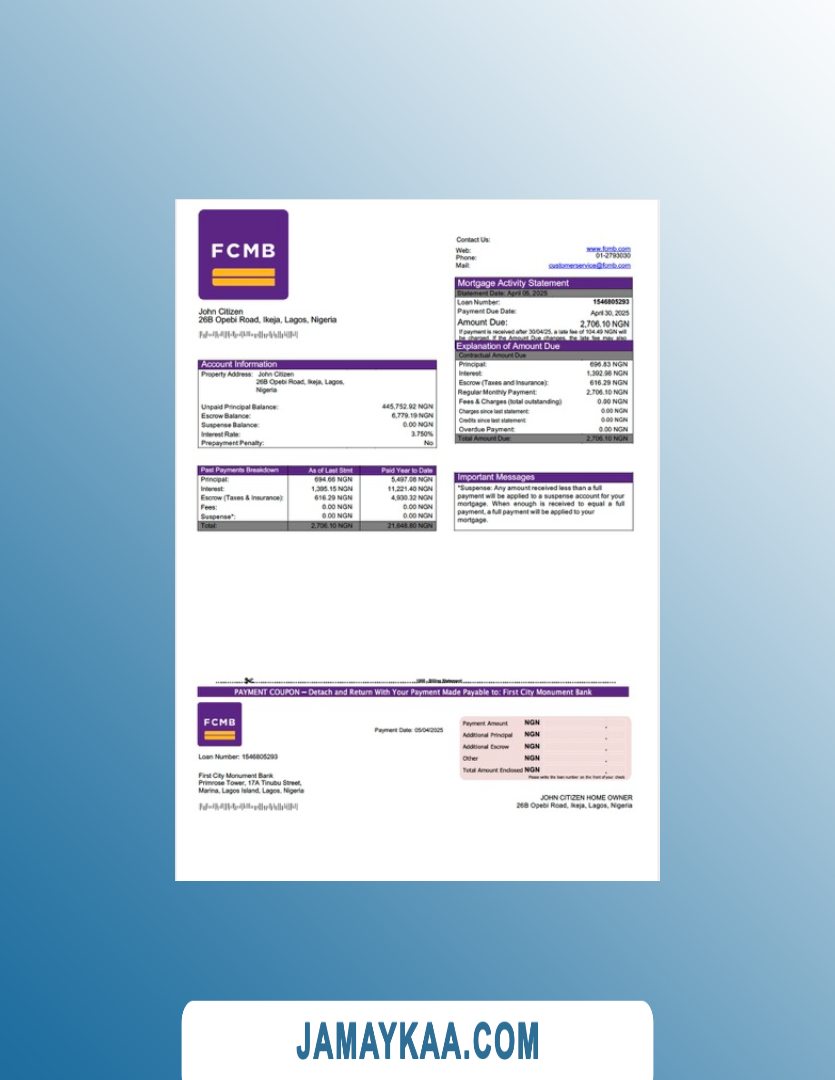 FCMB
Contact Us:
Web: www.fcmb.com
Phone: 01-2793030
Mail: customerservice@fcmb.com
Mortgage Activity Statement
Statement Date: April 06, 2025
Loan Number: 1546805293
Payment Due Date: April 30, 2025
Amount Due: 2,706.10 NGN
If payment is received after 30/04/25, a late fee of 104.49 NGN will
be charged. If the Amount Due changes, the late fee may also
John Citizen
26B Opebi Road, Ikeja, Lagos, Nigeria
Explanation of Amount Due
Contractual Amount Due
Principal: 696.83 NGN
Interest: 1,392.98 NGN
Escrow (Taxes and Insurance): 616.29 NGN
Regular Monthly Payment: 2,706.10 NGN
Fees & Charges (total outstanding) 0.00 NGN
Charges since last statement: 0.00 NGN
Credits since last statement: 0.00 NGN
Overdue Payment: 0.00 NGN
Total Amount Due: 2,706.10 NGN
Account Information
Property Address: John Citizen
26B Opebi Road, Ikeja, Lagos,
Nigeria
Unpaid Principal Balance: 445,752.92 NGN
Escrow Balance: 6,779.19 NGN
Suspense Balance: 0.00 NGN
Interest Rate: 3.750%
Prepayment Penalty: No
Past Payments Breakdown As of Last Stmt Paid Year to Date
Principal: 694.66 NGN 5,497.08 NGN
Interest: 1,395.15 NGN 11,221.40 NGN
Escrow (Taxes & Insurance): 616.29 NGN 4,930.32 NGN
Fees: 0.00 NGN 0.00 NGN
Suspense*: 0.00 NGN 0.00 NGN
Total: 2,706.10 NGN 21,648.80 NGN
Important Messages
*Suspense: Any amount received less than a full
payment will be applied to a suspense account for your
mortgage. When enough is received to equal a full
payment, a full payment will be applied to your
mortgage.
Billing Statement
PAYMENT COUPON – Detach and Return With Your Payment Made Payable to: First City Monument Bank
FCMB
Payment Date: 05/04/2025
Payment Amount NGN .
Additional Principal NGN .
Additional Escrow NGN .
Other NGN .
Total Amount Enclosed NGN .
Please write the loan number on the front of your check
Loan Number: 1546805293
First City Monument Bank
Primrose Tower, 17A Tinubu Street,
Marina, Lagos Island, Lagos, Nigeria
JOHN CITIZEN HOME OWNER
26B Opebi Road, Ikeja, Lagos, Nigeria
JAMAYKAA.COM